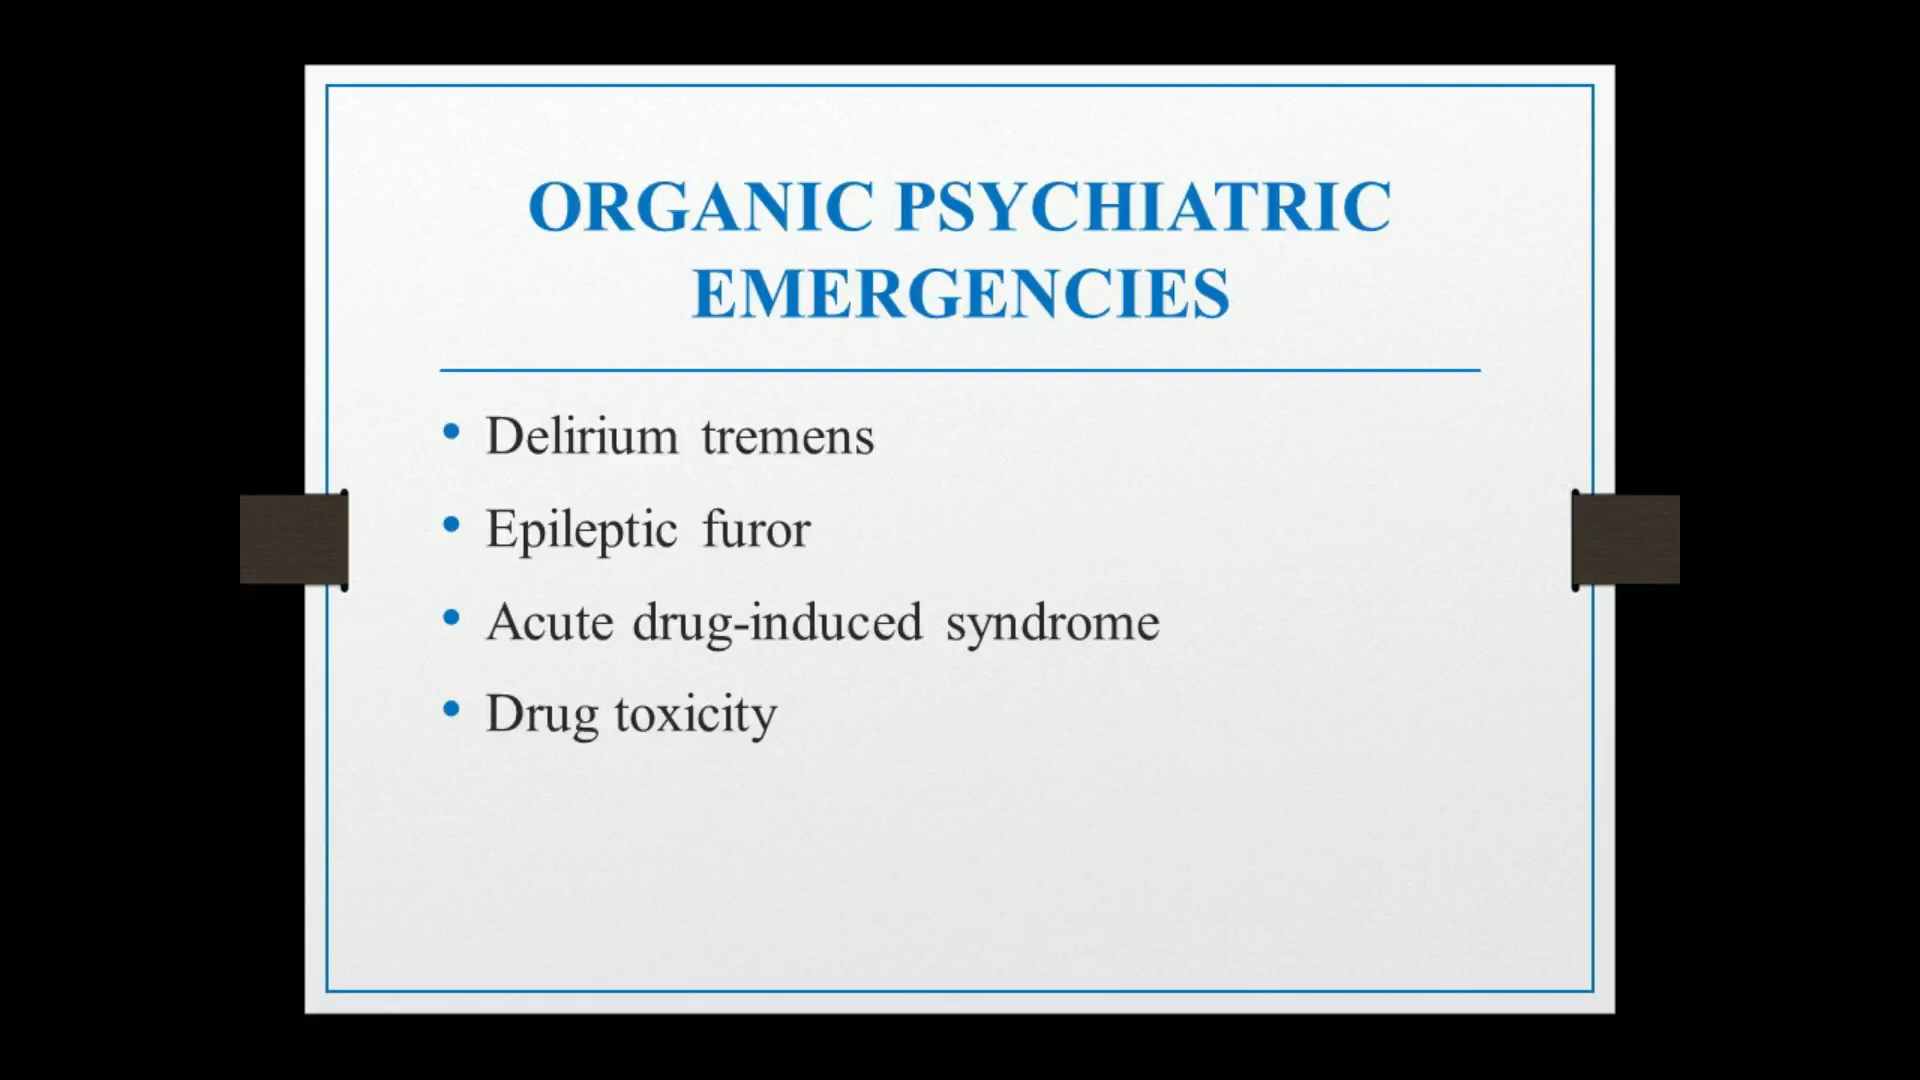 ORGANIC PSYCHIATRIC
EMERGENCIES
• Delirium tremens
• Epileptic furor
• Acute drug-induced syndrome
• Drug toxicity